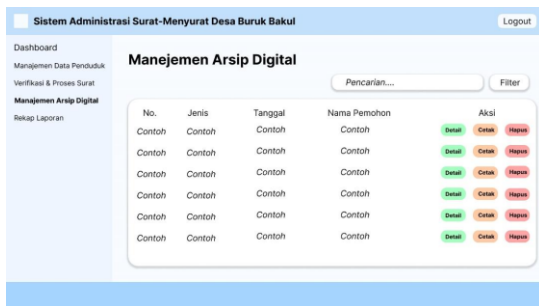 Sistem Administrasi Surat-Menyurat Desa Buruk Bakul
Logout
Dashboard
Manajemen Data Penduduk
Verifikasi & Proses Surat
Manajemen Arsip Digital
Rekap Laporan
Manejemen Arsip Digital
Pencarian....
Filter
No. Jenis Tanggal Nama Pemohon Aksi
Contoh Contoh Contoh Contoh Detail Cetak Hapus
Contoh Contoh Contoh Contoh Detail Cetak Hapus
Contoh Contoh Contoh Contoh Detail Cetak Hapus
Contoh Contoh Contoh Contoh Detail Cetak Hapus
Contoh Contoh Contoh Contoh Detail Cetak Hapus
Contoh Contoh Contoh Contoh Detail Cetak Hapus